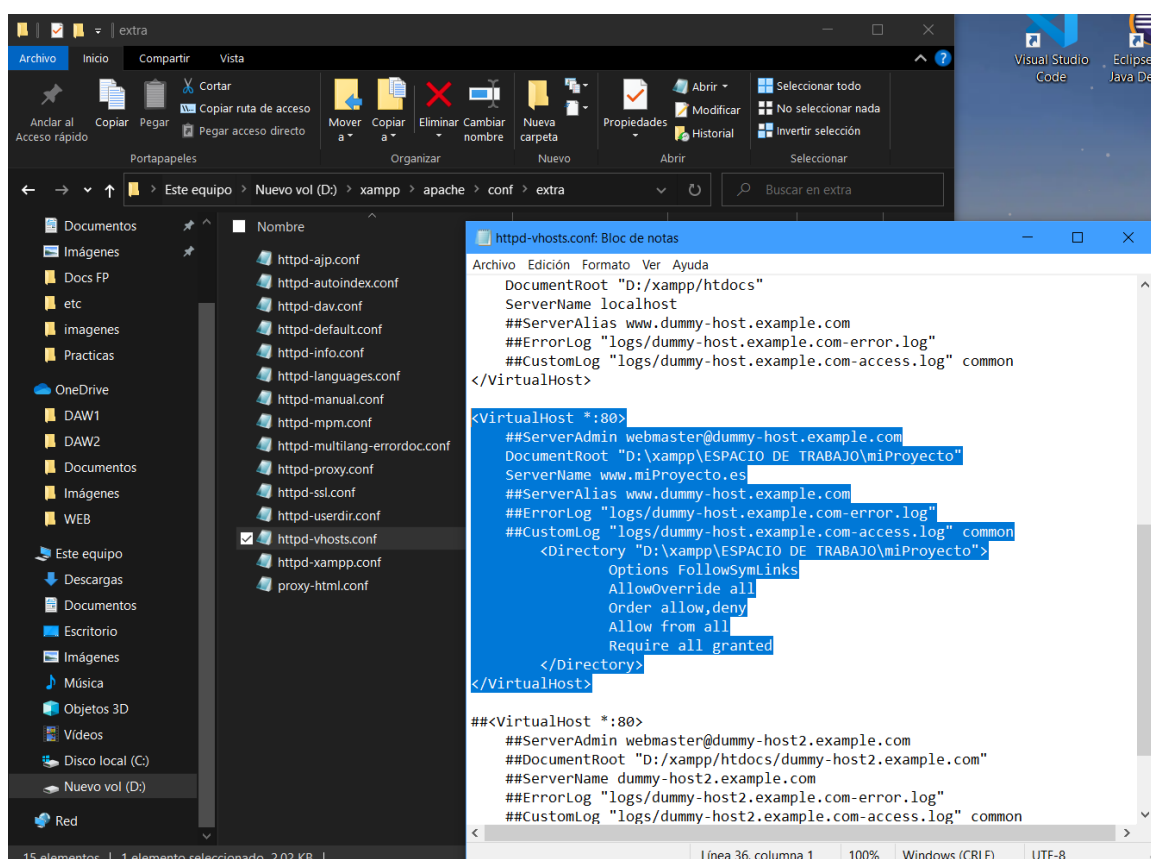 extra
Archivo Inicio Compartir Vista
Anclar al Acceso rápido
Copiar
Pegar
Cortar
Copiar ruta de acceso
Pegar acceso directo
Portapapeles
Mover a
Copiar a
Eliminar
Cambiar nombre
Organizar
Nueva carpeta
Nuevo
Propiedades
Abrir
Modificar
Historial
Abrir
Seleccionar todo
No seleccionar nada
Invertir selección
Seleccionar
Este equipo > Nuevo vol (D:) > xampp > apache > conf > extra
Buscar en extra
Visual Studio
Code
Eclipse
Java De
Documentos
Imágenes
Docs FP
etc
imagenes
Practicas
OneDrive
DAW1
DAW2
Documentos
Imágenes
WEB
Este equipo
Descargas
Documentos
Escritorio
Imágenes
Música
Objetos 3D
Vídeos
Disco local (C:)
Nuevo vol (D:)
Red
Nombre
httpd-ajp.conf
httpd-autoindex.conf
httpd-dav.conf
httpd-default.conf
httpd-info.conf
httpd-languages.conf
httpd-manual.conf
httpd-mpm.conf
httpd-multilang-errordoc.conf
httpd-proxy.conf
httpd-ssl.conf
httpd-userdir.conf
httpd-vhosts.conf
httpd-xampp.conf
proxy-html.conf
15 elementos | 1 elemento seleccionado 2,02 KB |
httpd-vhosts.conf: Bloc de notas
Archivo Edición Formato Ver Ayuda
DocumentRoot "D:/xampp/htdocs"
ServerName localhost
##ServerAlias www.dummy-host.example.com
##ErrorLog "logs/dummy-host.example.com-error.log"
##CustomLog "logs/dummy-host.example.com-access.log" common
</VirtualHost>
<VirtualHost *:80>
##ServerAdmin webmaster@dummy-host.example.com
DocumentRoot "D:\xampp\ESPACIO DE TRABAJO\miProyecto"
ServerName www.miProyecto.es
##ServerAlias www.dummy-host.example.com
##ErrorLog "logs/dummy-host.example.com-error.log"
##CustomLog "logs/dummy-host.example.com-access.log" common
<Directory "D:\xampp\ESPACIO DE TRABAJO\miProyecto">
Options FollowSymLinks
AllowOverride all
Order allow,deny
Allow from all
Require all granted
</Directory>
</VirtualHost>
##<VirtualHost *:80>
##ServerAdmin webmaster@dummy-host2.example.com
##DocumentRoot "D:/xampp/htdocs/dummy-host2.example.com"
##ServerName dummy-host2.example.com
##ErrorLog "logs/dummy-host2.example.com-error.log"
##CustomLog "logs/dummy-host2.example.com-access.log" common
Línea 36, columna 1 100% Windows (CRLF) UTF-8